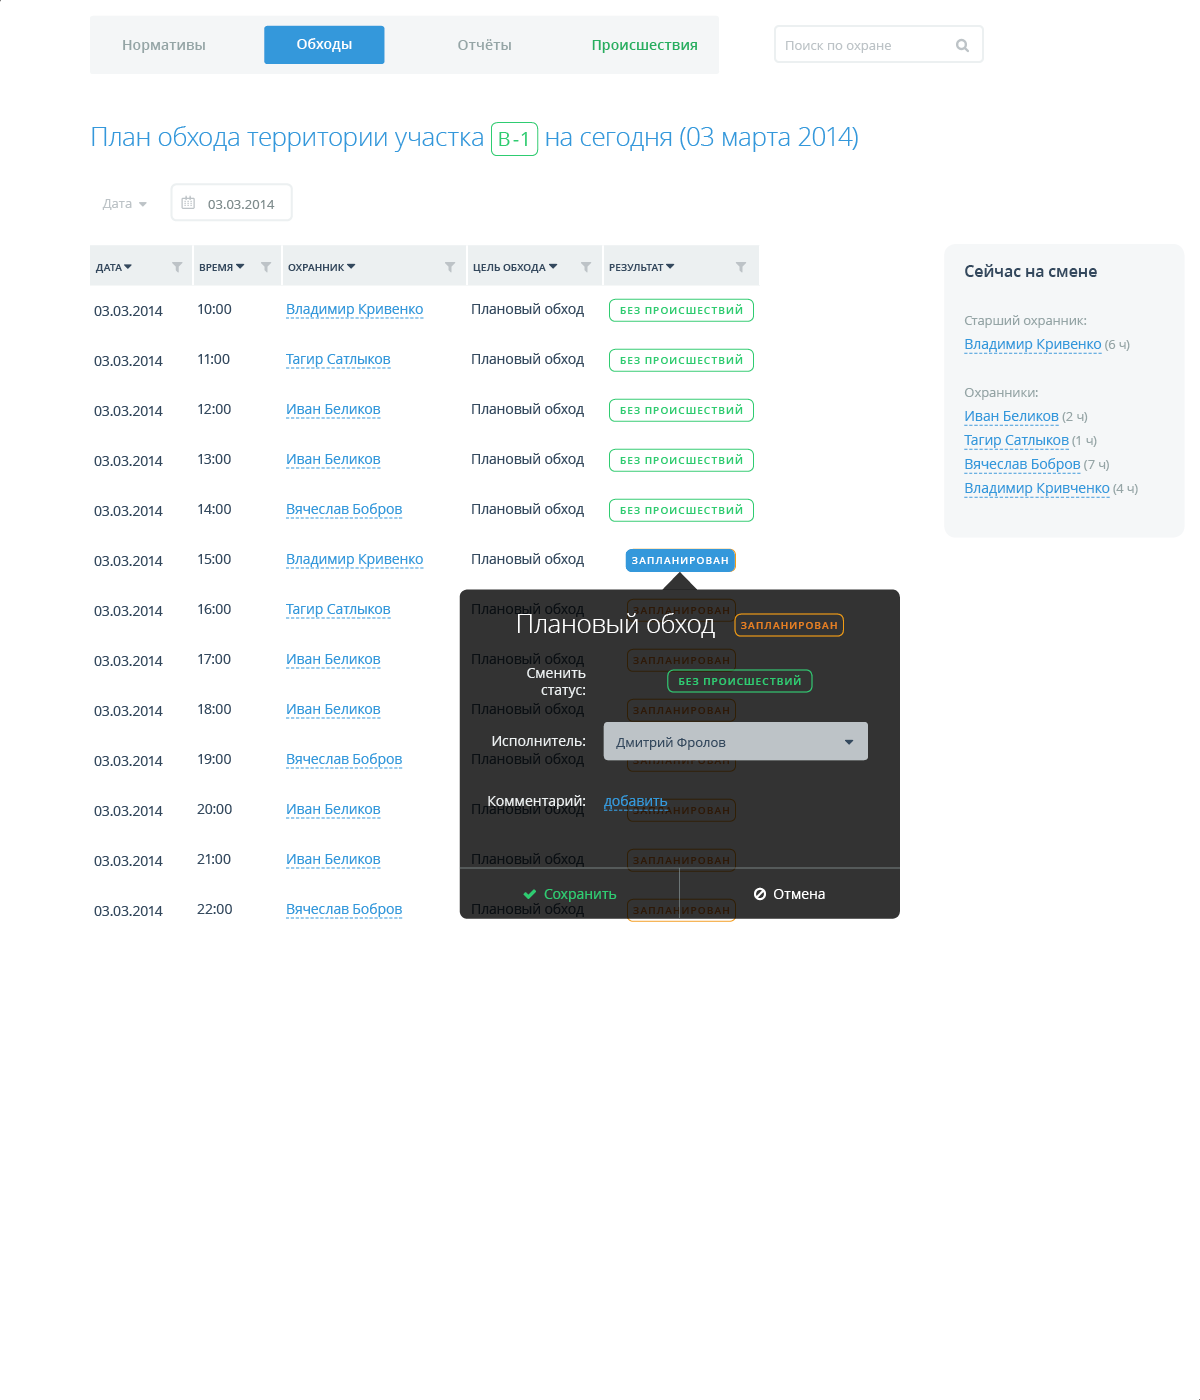 Нормативы Обходы Отчёты Происшествия Поиск по охране
План обхода территории участка В-1 на сегодня (03 марта 2014)
Дата 03.03.2014
ДАТА ВРЕМЯ ОХРАННИК ЦЕЛЬ ОБХОДА РЕЗУЛЬТАТ
03.03.2014 10:00 Владимир Кривенко Плановый обход БЕЗ ПРОИСШЕСТВИЙ
03.03.2014 11:00 Тагир Сатлыков Плановый обход БЕЗ ПРОИСШЕСТВИЙ
03.03.2014 12:00 Иван Беликов Плановый обход БЕЗ ПРОИСШЕСТВИЙ
03.03.2014 13:00 Иван Беликов Плановый обход БЕЗ ПРОИСШЕСТВИЙ
03.03.2014 14:00 Вячеслав Бобров Плановый обход БЕЗ ПРОИСШЕСТВИЙ
03.03.2014 15:00 Владимир Кривенко Плановый обход ЗАПЛАНИРОВАН
03.03.2014 16:00 Тагир Сатлыков Плановый обход ЗАПЛАНИРОВАН
03.03.2014 17:00 Иван Беликов Плановый обход ЗАПЛАНИРОВАН
03.03.2014 18:00 Иван Беликов Плановый обход ЗАПЛАНИРОВАН
03.03.2014 19:00 Вячеслав Бобров Плановый обход ЗАПЛАНИРОВАН
03.03.2014 20:00 Иван Беликов Плановый обход ЗАПЛАНИРОВАН
03.03.2014 21:00 Иван Беликов Плановый обход ЗАПЛАНИРОВАН
03.03.2014 22:00 Вячеслав Бобров Плановый обход ЗАПЛАНИРОВАН
Плановый обход ЗАПЛАНИРОВАН
Сменить
статус:
БЕЗ ПРОИСШЕСТВИЙ
Исполнитель: Дмитрий Фролов
Комментарий: добавить
Сохранить Отмена
Сейчас на смене
Старший охранник:
Владимир Кривенко (6 ч)
Охранники:
Иван Беликов (2 ч)
Тагир Сатлыков (1 ч)
Вячеслав Бобров (7 ч)
Владимир Кривченко (4 ч)